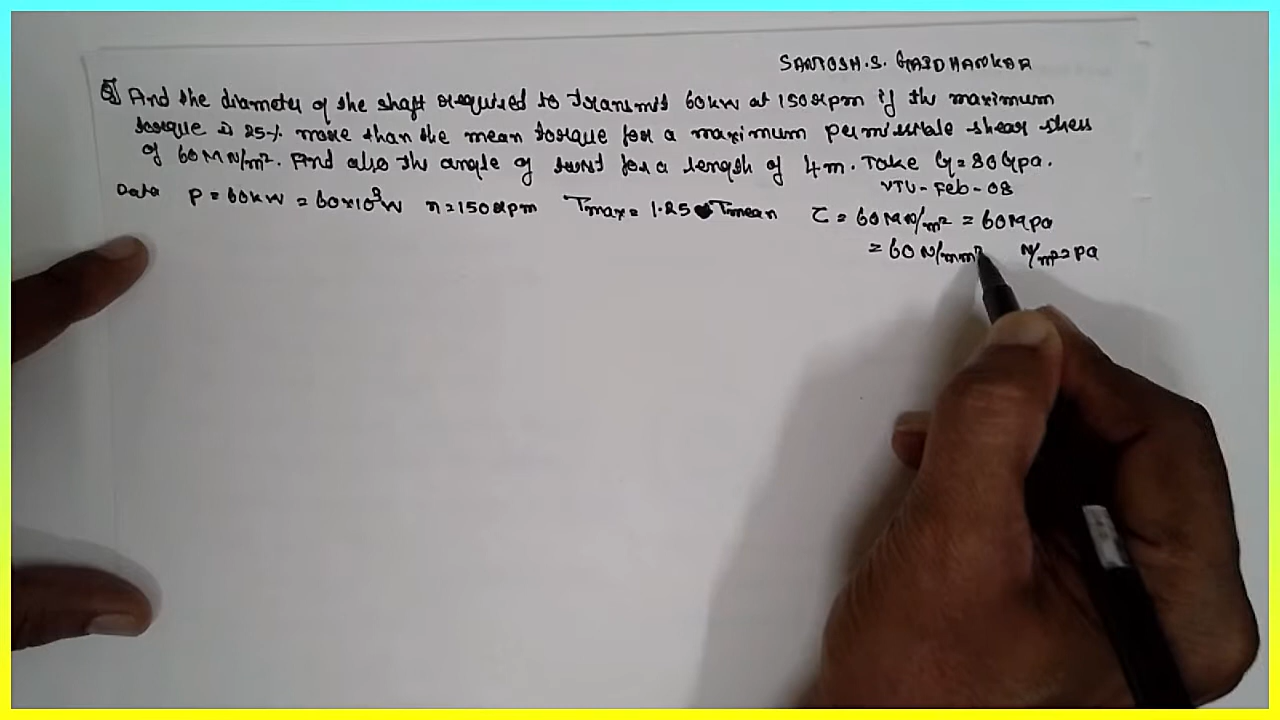 SANTOSH.S. GARDHANKAR
Q] Find the diameter of the shaft required to transmit 60kW at 150rpm if the maximum
torque is 25% more than the mean torque for a maximum permissible shear stress
of 60MN/m². Find also the angle of twist for a length of 4m. Take G=80Gpa.
VTU-Feb-08
Data P=60kW=60×10³W n=150rpm Tmax=1.25 Tmean τ=60MN/m²=60Mpa
=60N/mm² N/m²=pa